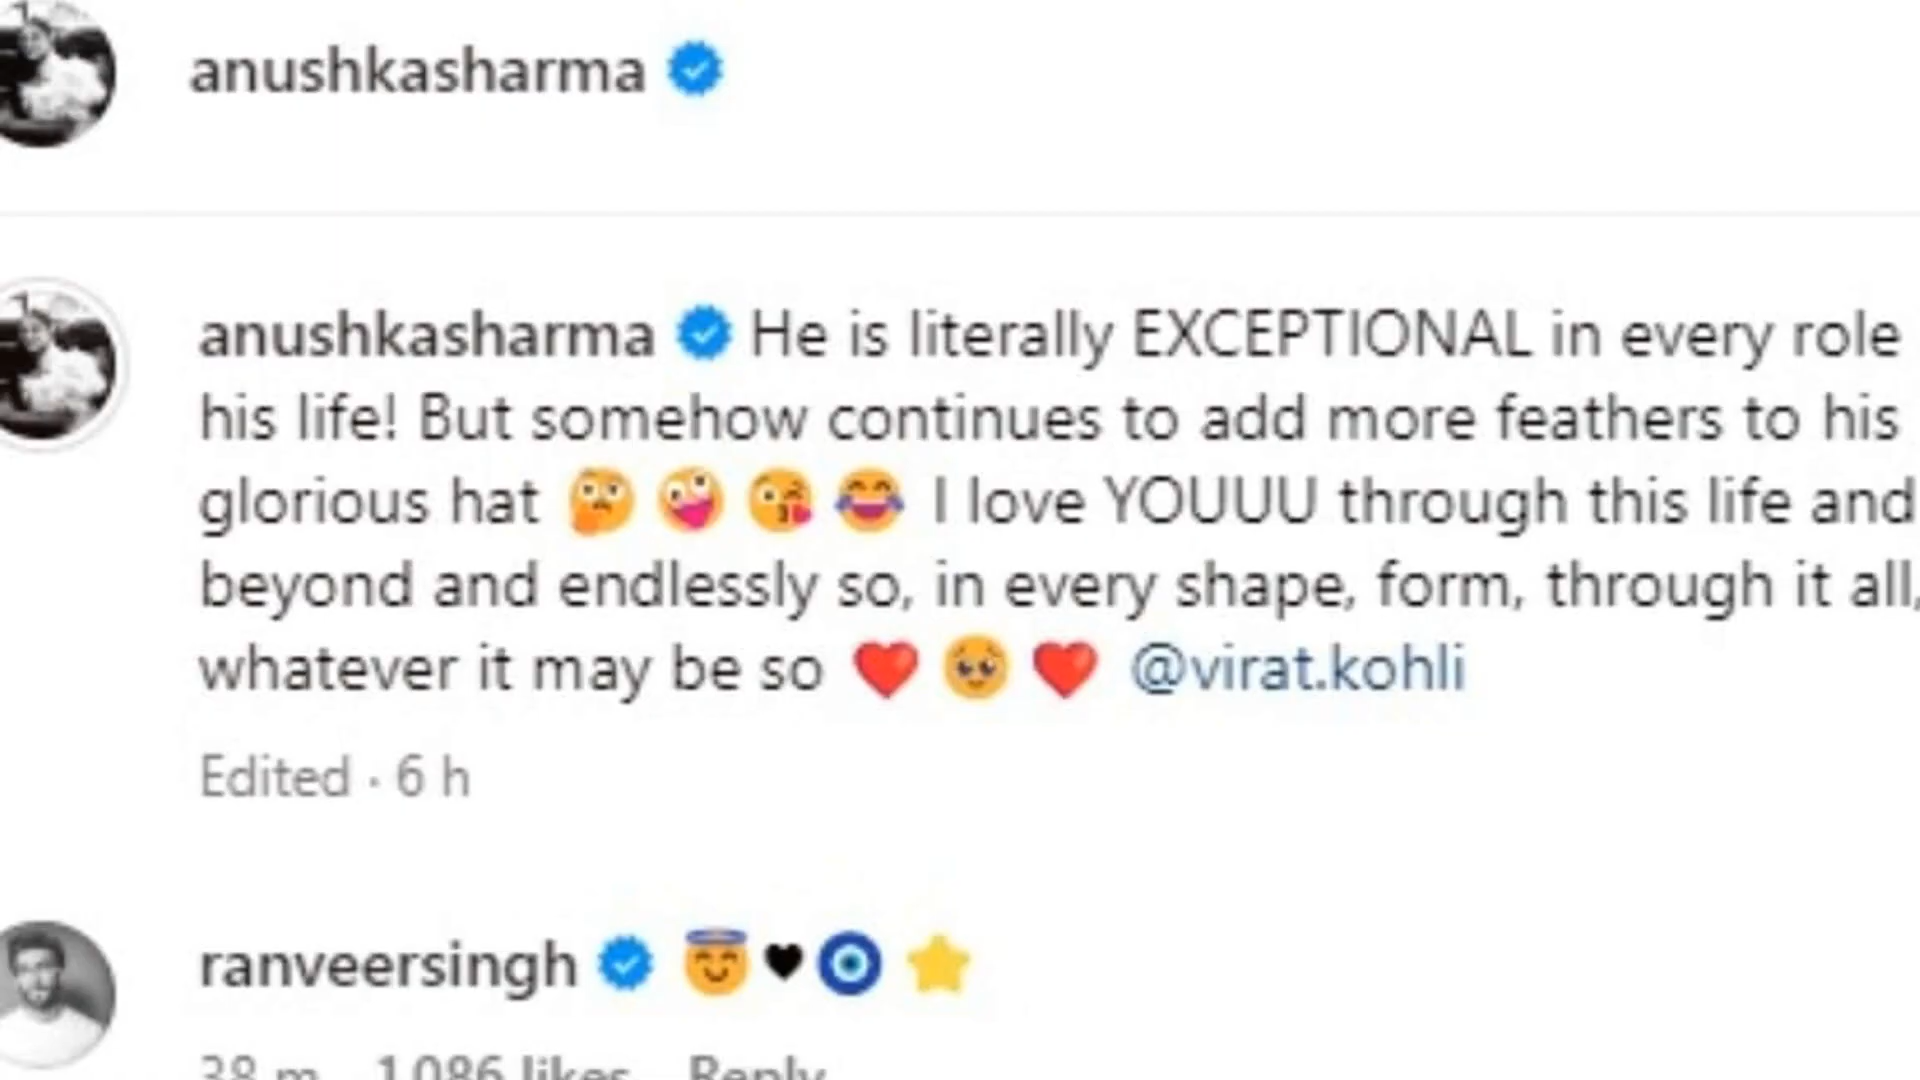 anushkasharma
anushkasharma He is literally EXCEPTIONAL in every role
his life! But somehow continues to add more feathers to his
glorious hat 🤔🤪😘😂 I love YOUUU through this life and
beyond and endlessly so, in every shape, form, through it all,
whatever it may be so ❤️🥹❤️ @virat.kohli
Edited · 6 h
ranveersingh 😇🖤🧿⭐
38 m 1,086 likes Reply